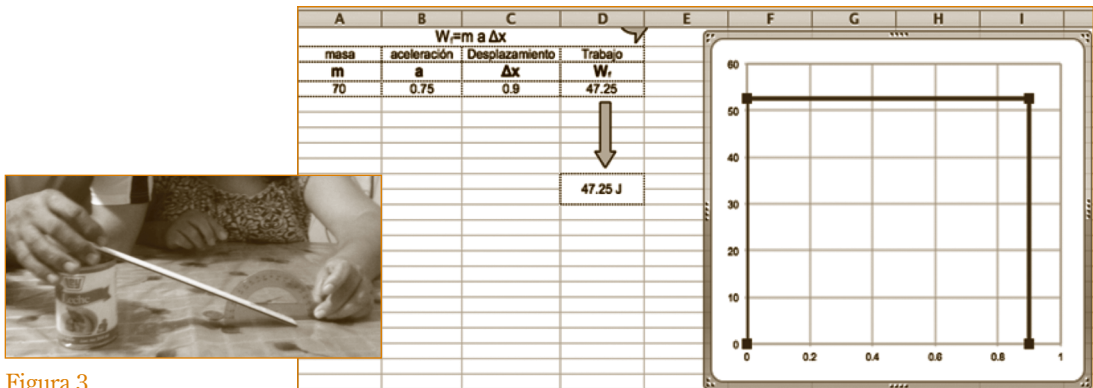 A B C D E F G H I
Wf=m a Δx
masa aceleración Desplazamiento Trabajo
m a Δx Wf
70 0.75 0.9 47.25
47.25 J
60
50
40
30
20
10
0
0 0.2 0.4 0.6 0.8 1
Leche
Figura 3